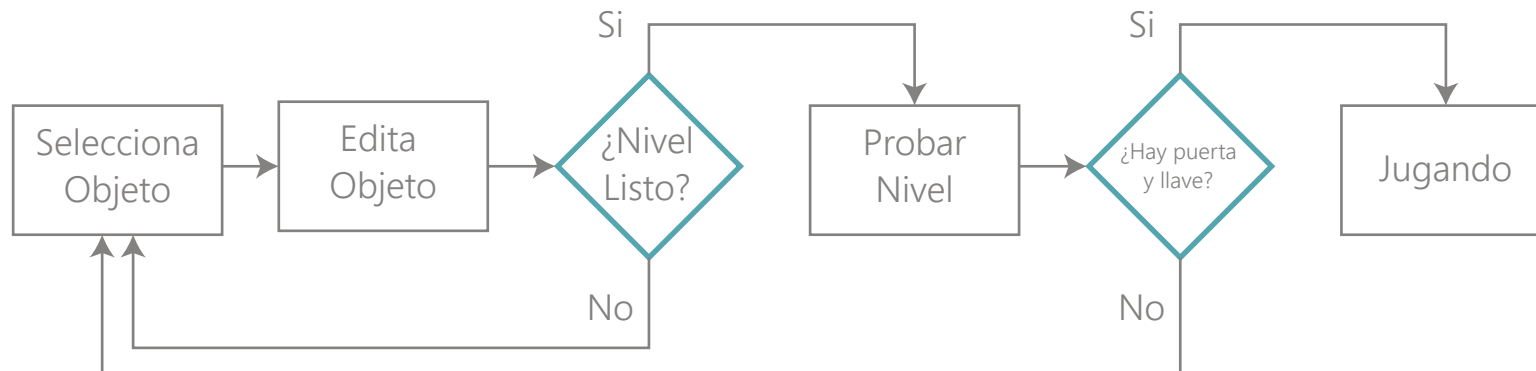 Si
Si
Selecciona
Objeto
Edita
Objeto
¿Nivel
Listo?
Probar
Nivel
¿Hay puerta
y llave?
Jugando
No
No